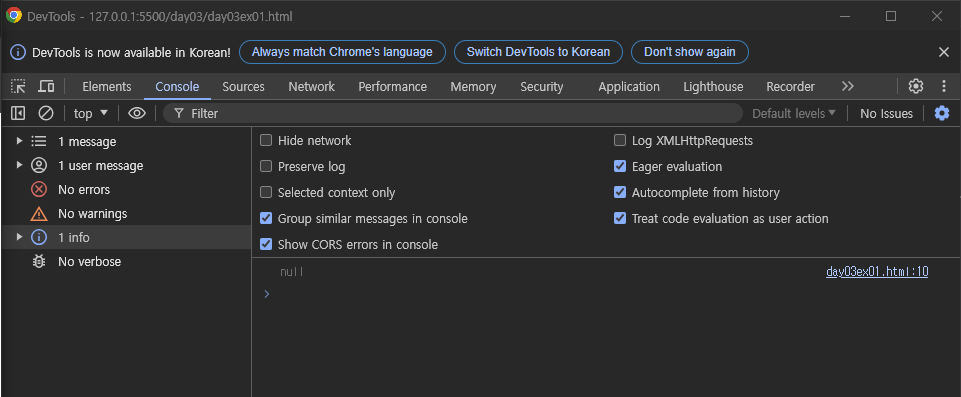 DevTools - 127.0.0.1:5500/day03/day03ex01.html
DevTools is now available in Korean! Always match Chrome's language Switch DevTools to Korean Don't show again
Elements Console Sources Network Performance Memory Security Application Lighthouse Recorder
top Filter Default levels No Issues
1 message
1 user message
No errors
No warnings
1 info
No verbose
Hide network Log XMLHttpRequests
Preserve log Eager evaluation
Selected context only Autocomplete from history
Group similar messages in console Treat code evaluation as user action
Show CORS errors in console
null day03ex01.html:10